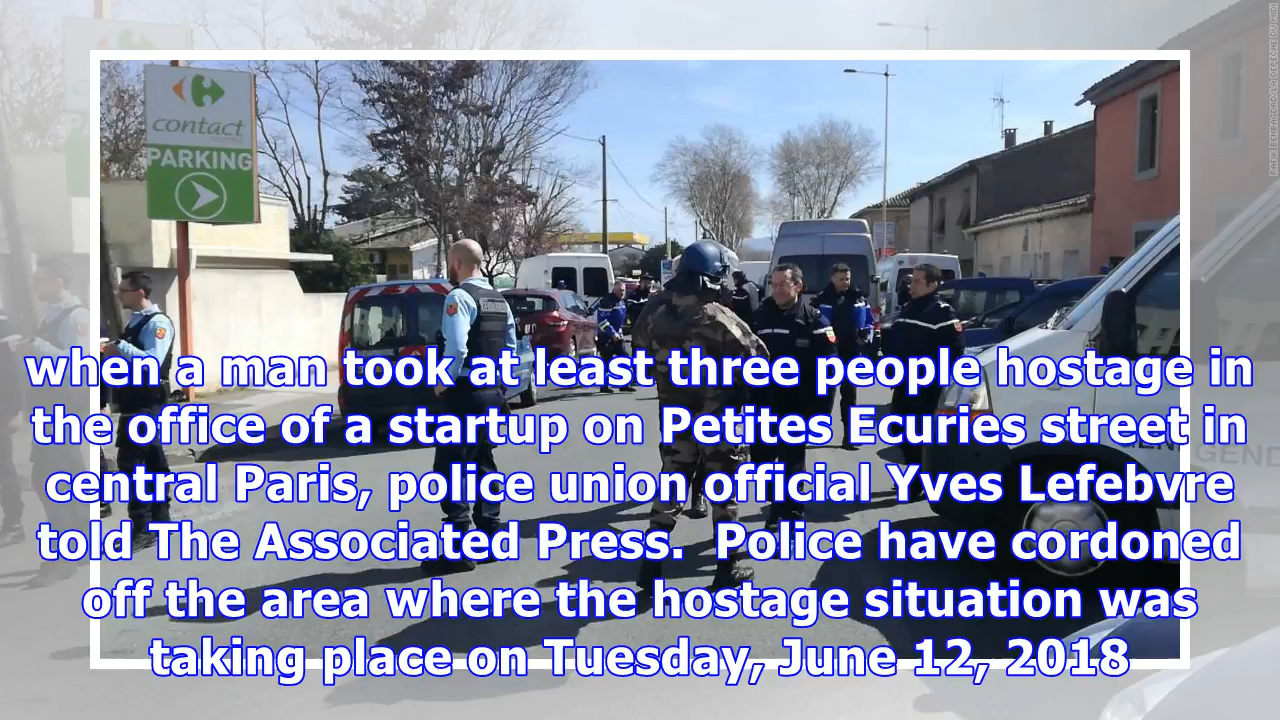 contact
PARKING
GENDARMERIE
when a man took at least three people hostage in
the office of a startup on Petites Ecuries street in
central Paris, police union official Yves Lefebvre
told The Associated Press.  Police have cordoned
off the area where the hostage situation was
taking place on Tuesday, June 12, 2018